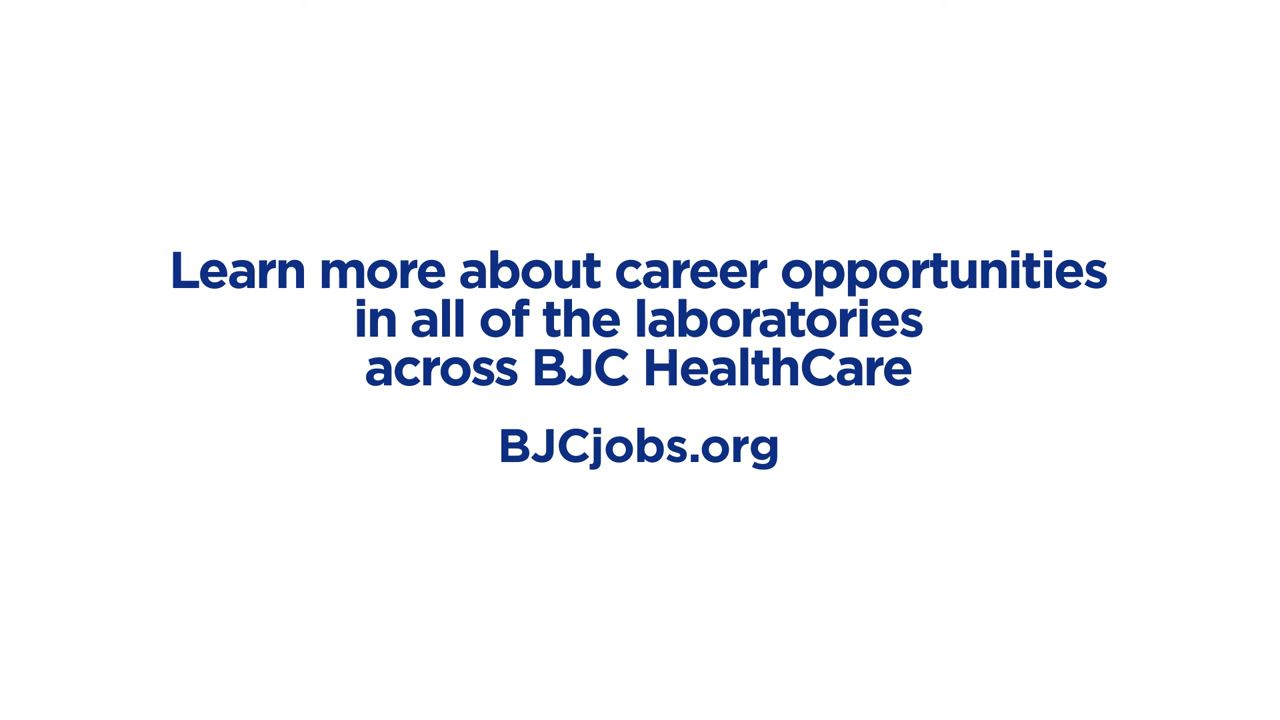 Learn more about career opportunities
in all of the laboratories
across BJC HealthCare
BJCjobs.org